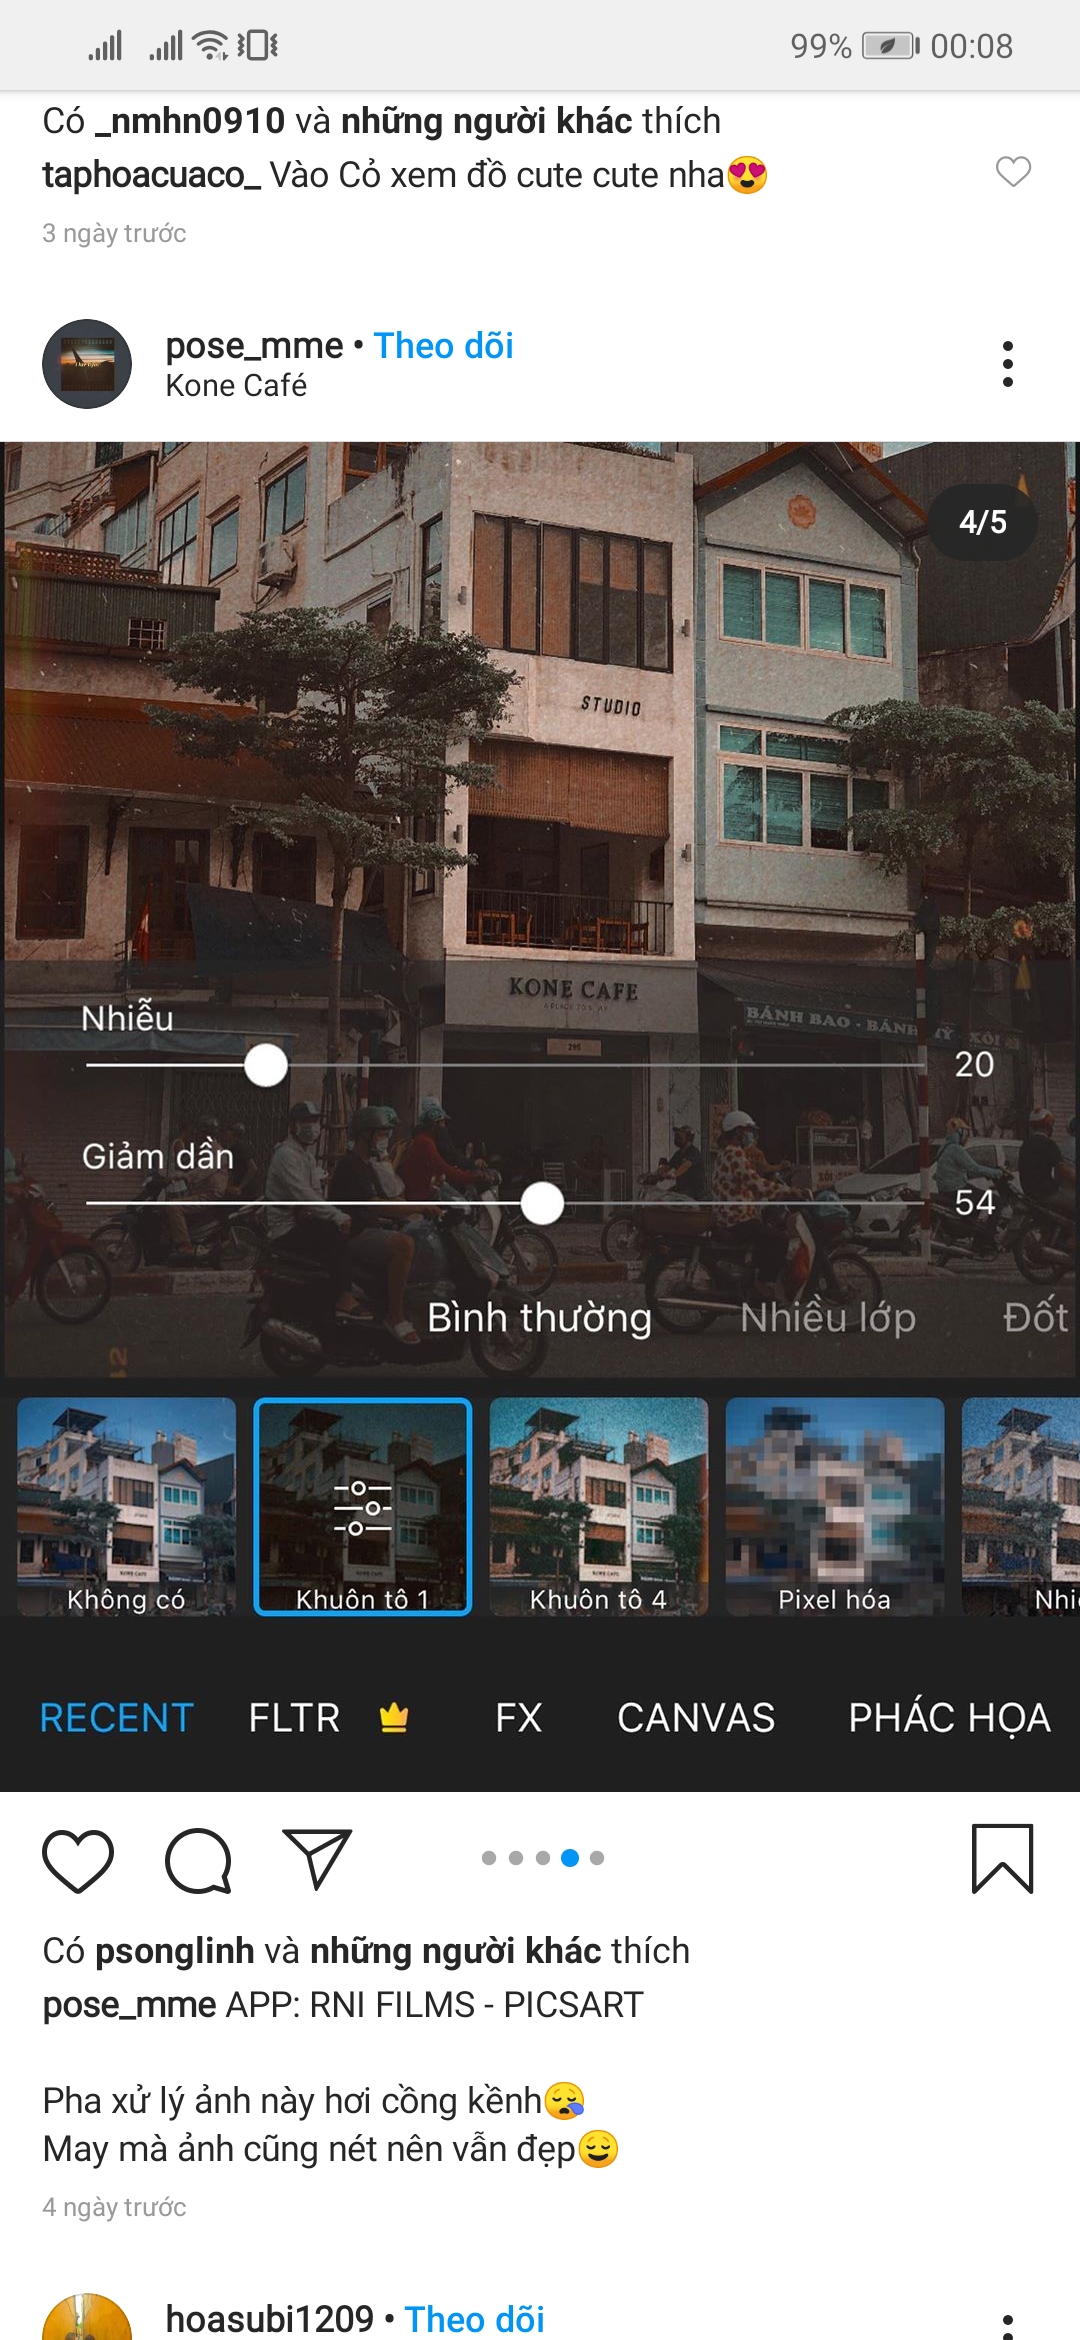 99% 00:08
Có _nmhn0910 và những người khác thích
taphoacuaco_ Vào Cỏ xem đồ cute cute nha😍
3 ngày trước
pose_mme • Theo dõi
Kone Café
4/5
STUDIO
KONE CAFE
BÁNH BAO - BÁNH MỲ XÔI
295
Nhiễu
20
Giảm dần
54
Bình thường Nhiều lớp Đốt
Không có Khuôn tô 1 Khuôn tô 4 Pixel hóa Nhi
RECENT FLTR FX CANVAS PHÁC HỌA
Có psonglinh và những người khác thích
pose_mme APP: RNI FILMS - PICSART
Pha xử lý ảnh này hơi cồng kềnh😪
May mà ảnh cũng nét nên vẫn đẹp😌
4 ngày trước
hoasubi1209 • Theo dõi